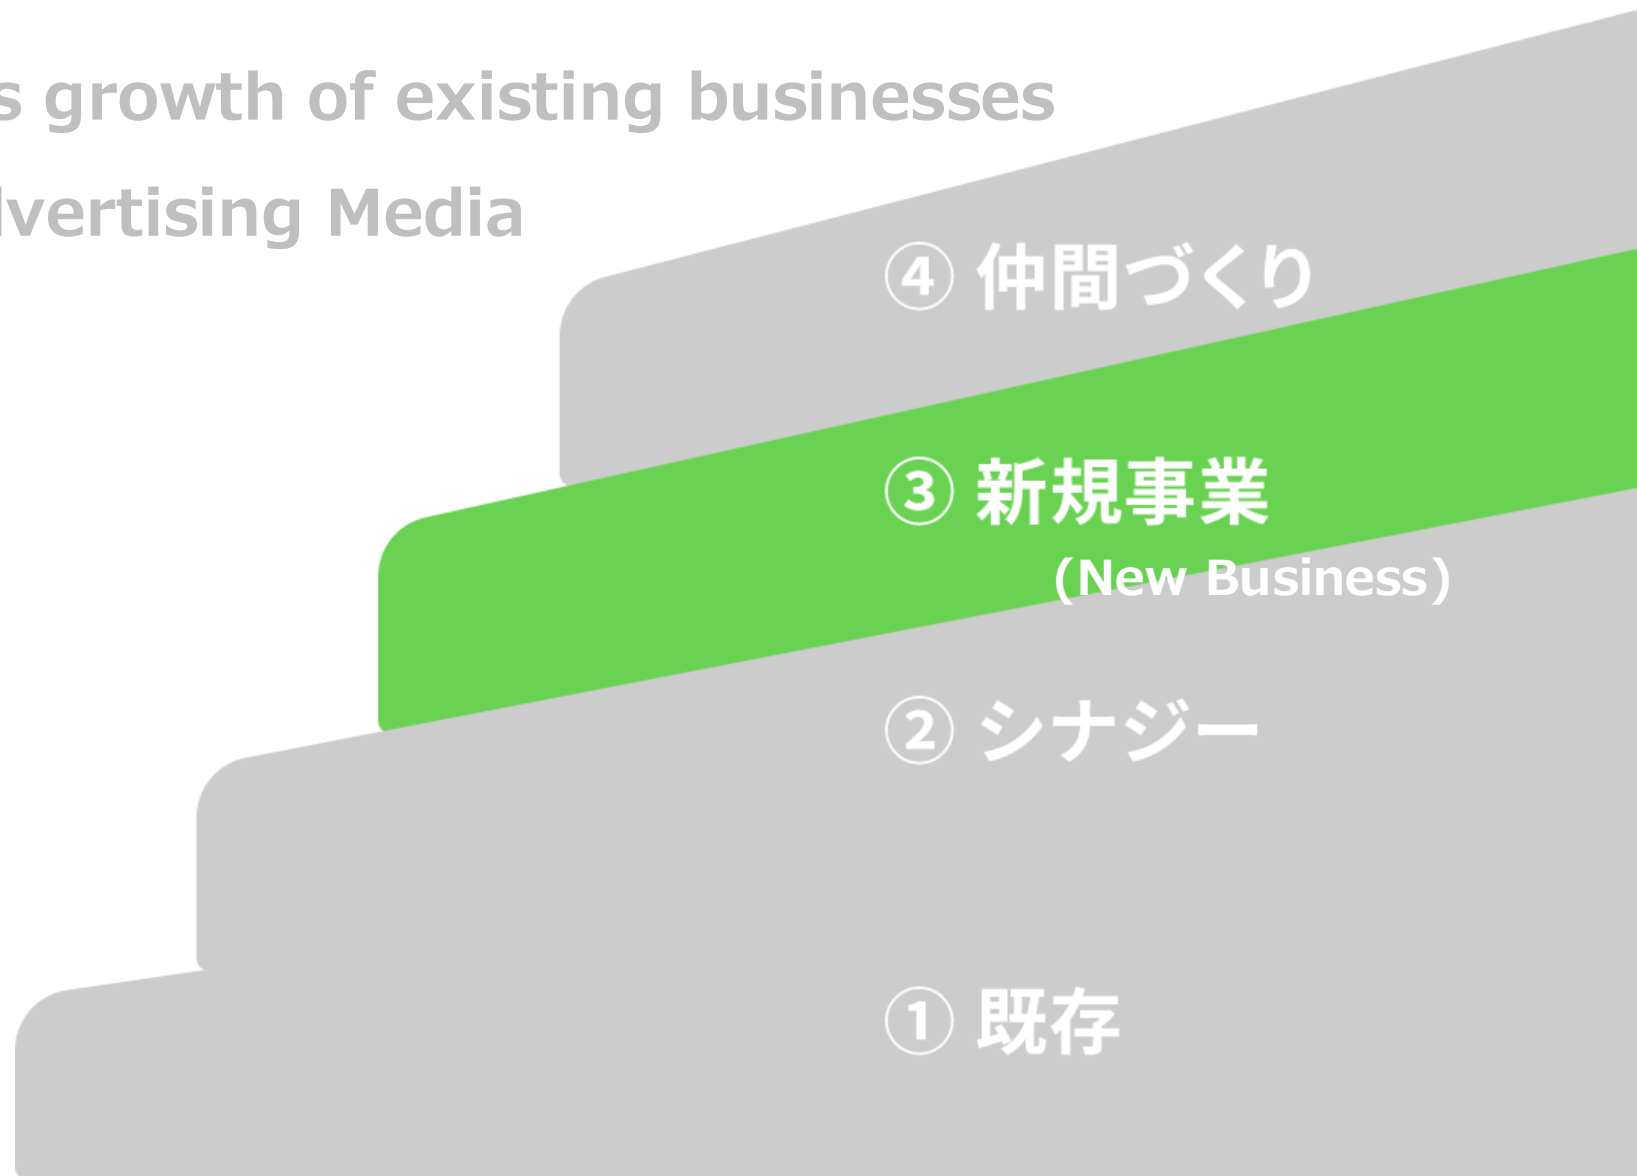 s growth of existing businesses
vertising Media
④ 仲間づくり
③ 新規事業
(New Business)
② シナジー
① 既存